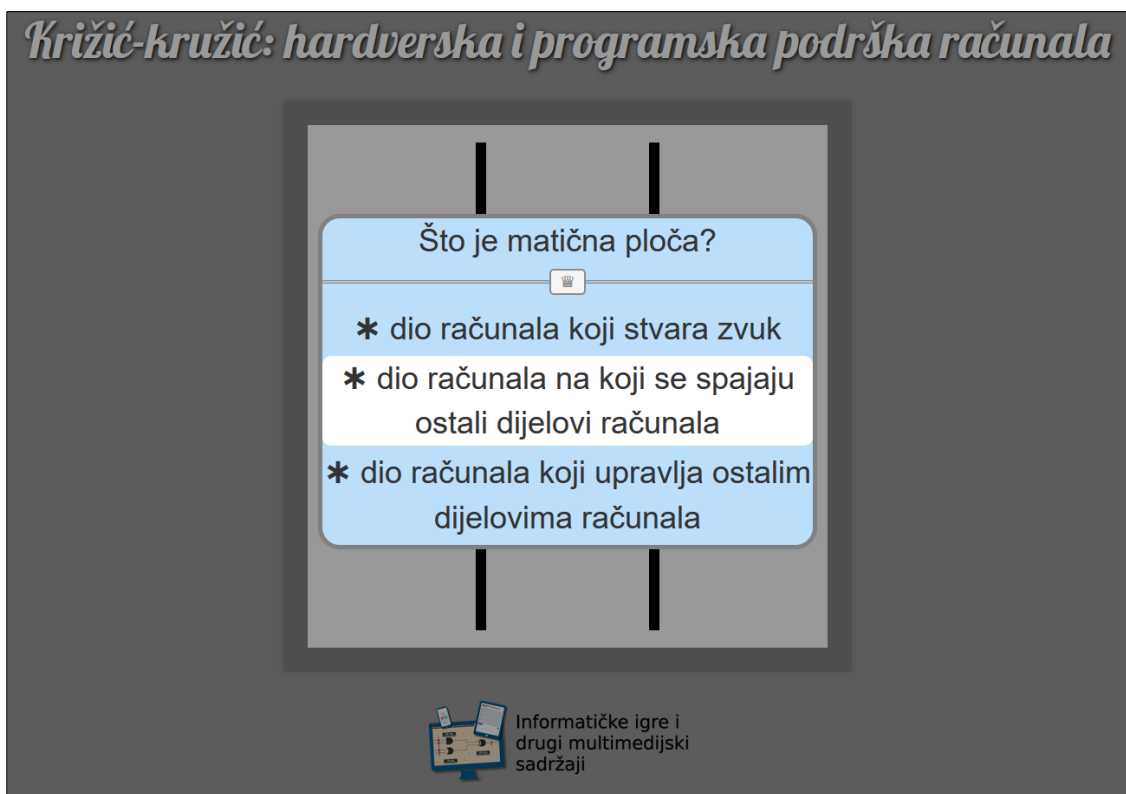 Križić-kružić: hardverska i programska podrška računala
Što je matična ploča?
* dio računala koji stvara zvuk
* dio računala na koji se spajaju
ostali dijelovi računala
* dio računala koji upravlja ostalim
dijelovima računala
Informatičke igre i
drugi multimedijski
sadržaji